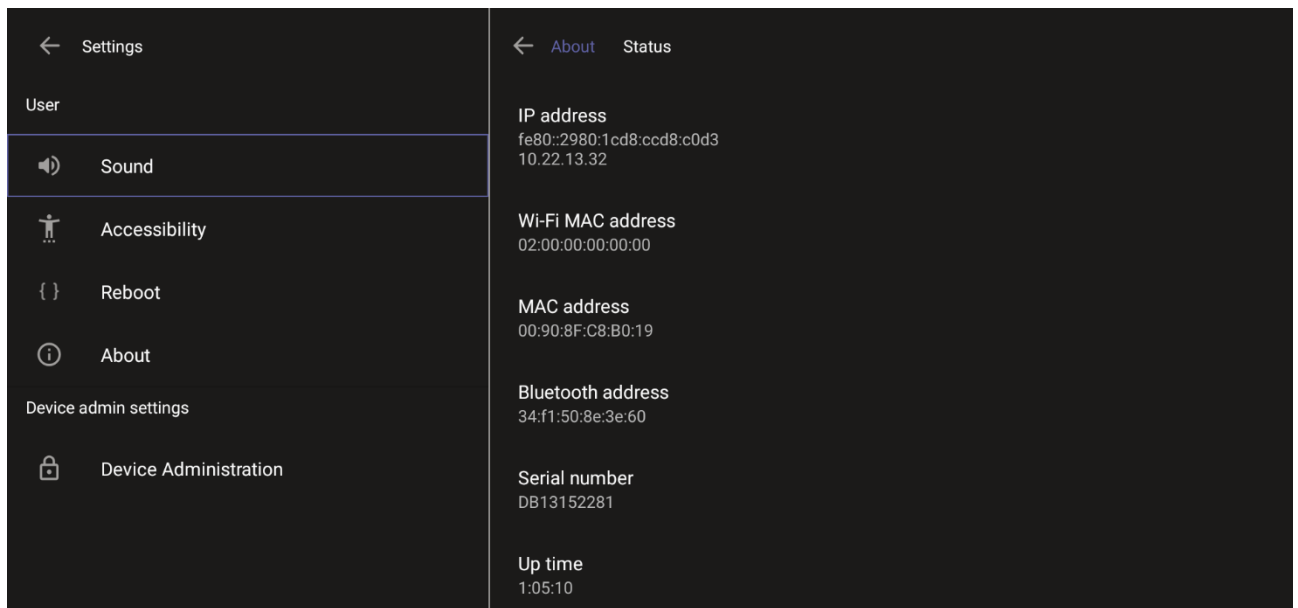 Settings
User
Sound
Accessibility
Reboot
About
Device admin settings
Device Administration
About Status
IP address
fe80::2980:1cd8:ccd8:c0d3
10.22.13.32
Wi-Fi MAC address
02:00:00:00:00:00
MAC address
00:90:8F:C8:B0:19
Bluetooth address
34:f1:50:8e:3e:60
Serial number
DB13152281
Up time
1:05:10